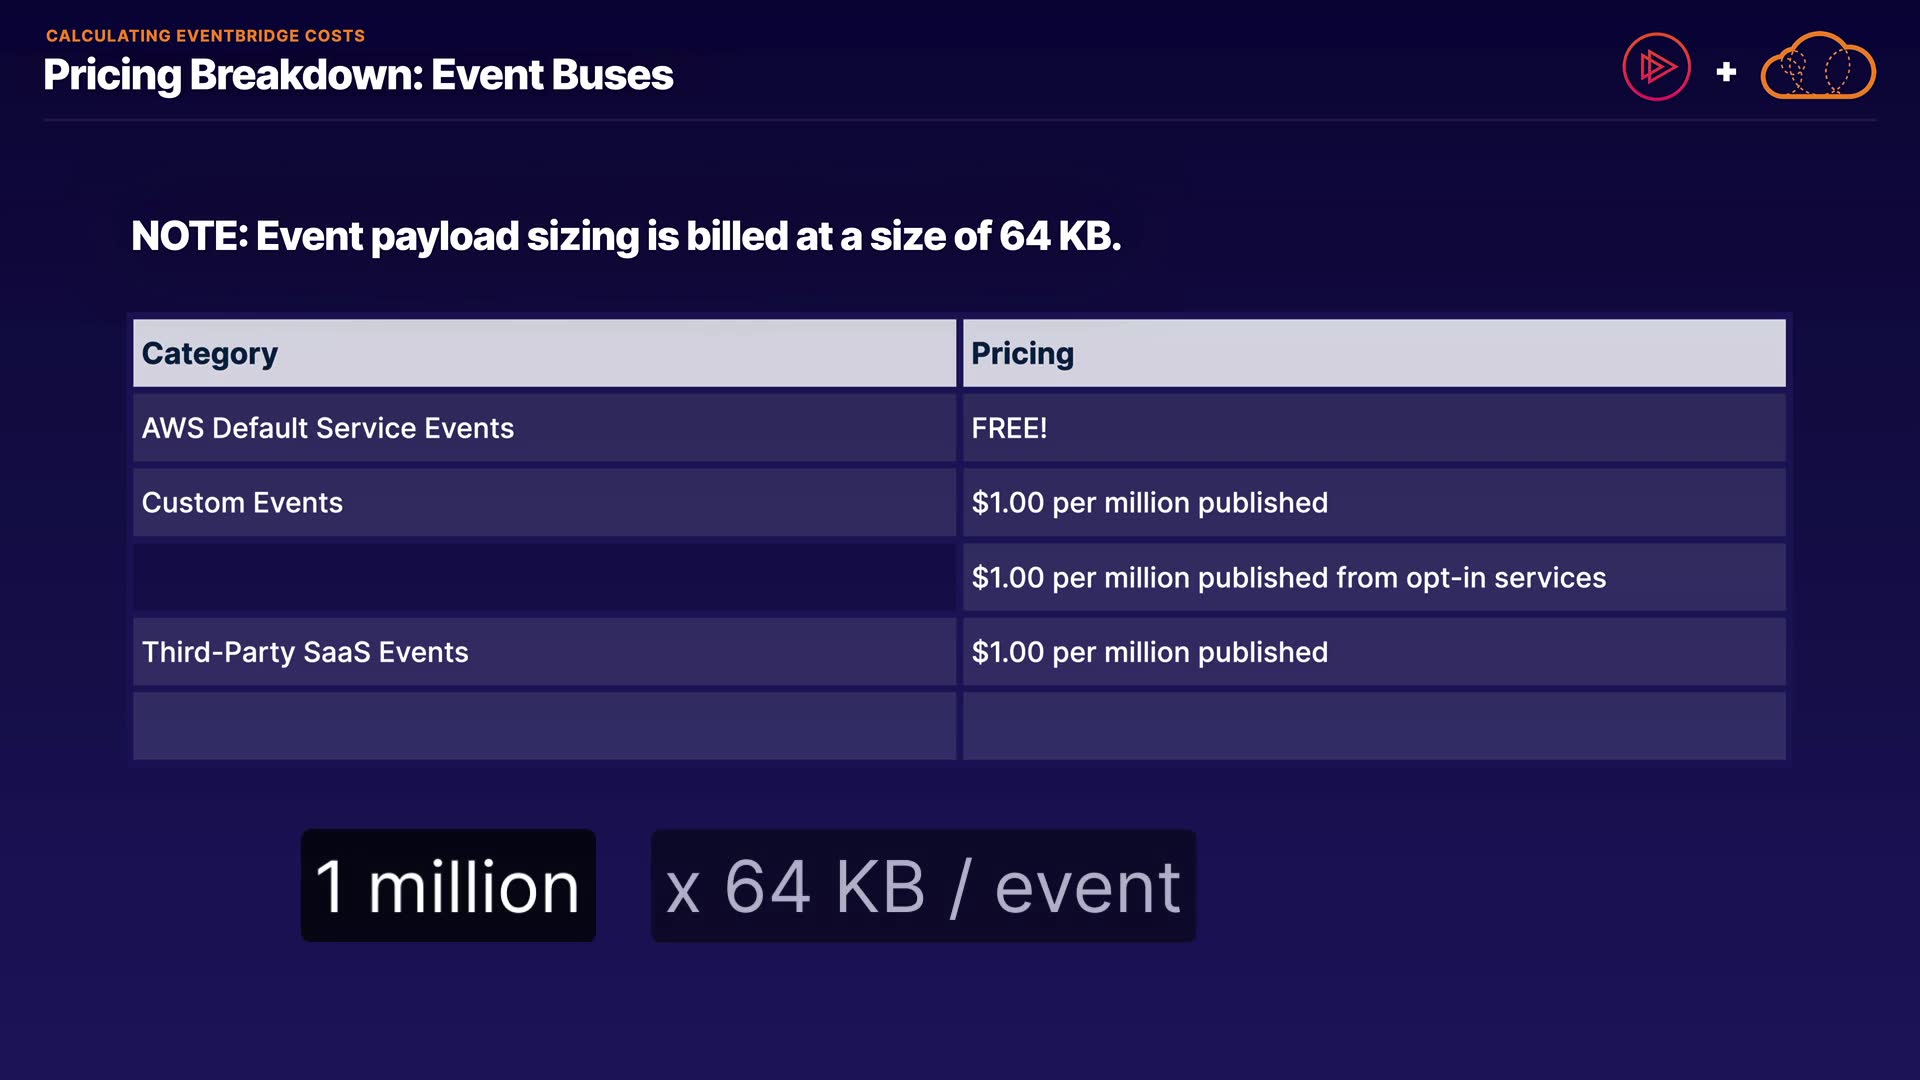 CALCULATING EVENTBRIDGE COSTS
Pricing Breakdown: Event Buses
NOTE: Event payload sizing is billed at a size of 64 KB.
Category Pricing
AWS Default Service Events FREE!
Custom Events $1.00 per million published
$1.00 per million published from opt-in services
Third-Party SaaS Events $1.00 per million published
1 million x 64 KB / event